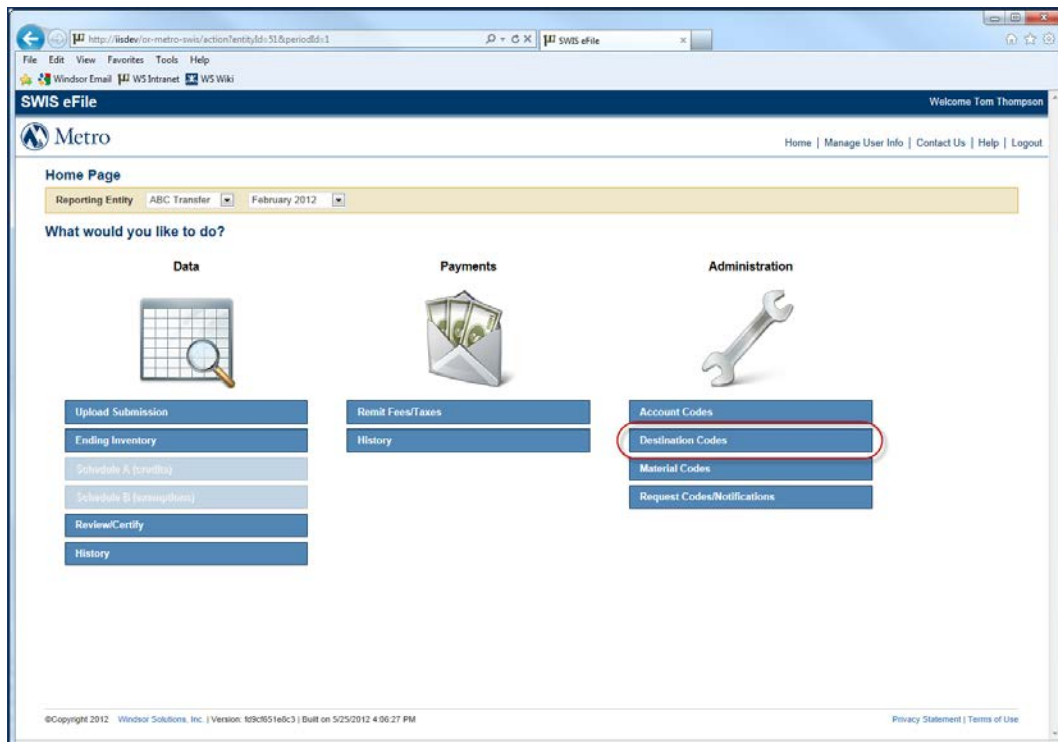 http://iisdev/or-metro-swis/action?entityId=51&periodId=1
SWIS eFile
File Edit View Favorites Tools Help
Windsor Email WS Intranet WS Wiki
SWIS eFile Welcome Tom Thompson
Metro Home | Manage User Info | Contact Us | Help | Logout
Home Page
Reporting Entity ABC Transfer February 2012
What would you like to do?
Data Payments Administration
Upload Submission Remit Fees/Taxes Account Codes
Ending Inventory History Destination Codes
Schedule A (credits) Material Codes
Schedule B (exemptions) Request Codes/Notifications
Review/Certify
History
©Copyright 2012 Windsor Solutions, Inc. | Version: fd9cf651e8c3 | Built on 5/25/2012 4:06:27 PM Privacy Statement | Terms of Use